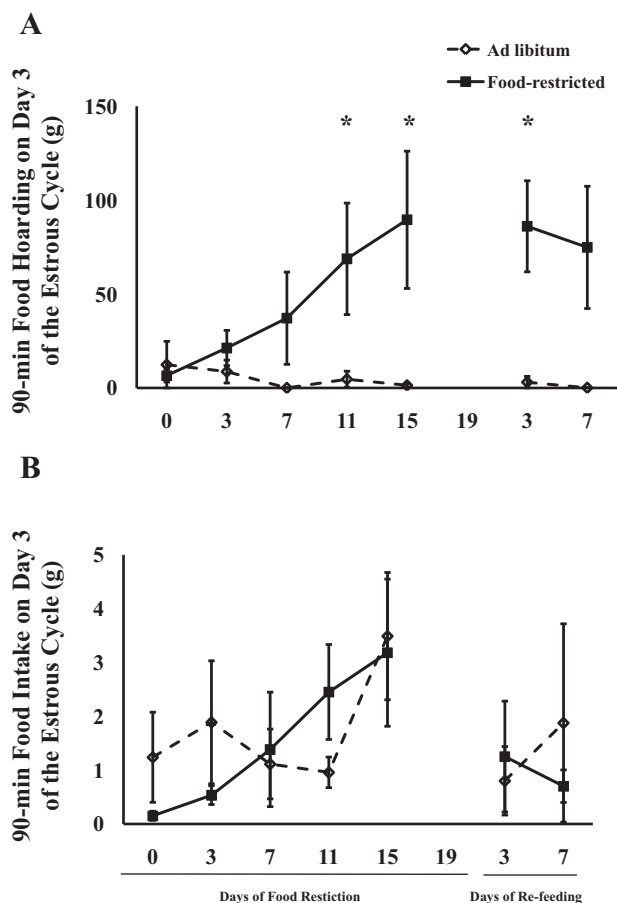 A
Ad libitum
Food-restricted
90-min Food Hoarding on Day 3
of the Estrous Cycle (g)
150
100
50
0
* * *
0 3 7 11 15 19 3 7
B
90-min Food Intake on Day 3
of the Estrous Cycle (g)
5
4
3
2
1
0
0 3 7 11 15 19 3 7
Days of Food Restiction Days of Re-feeding